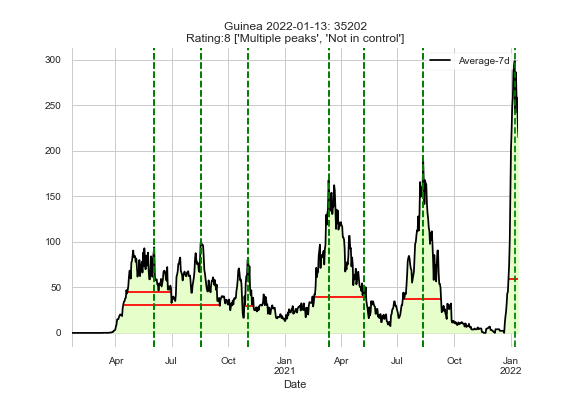 Guinea 2022-01-13: 35202
Rating:8 ['Multiple peaks', 'Not in control']
Average-7d
300
250
200
150
100
50
0
Apr Jul Oct Jan Apr Jul Oct Jan
2021 2022
Date